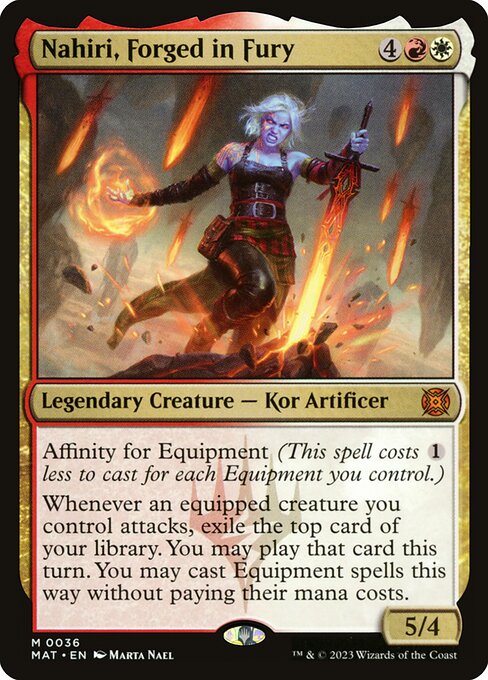 Nahiri, Forged in Fury 4
Legendary Creature — Kor Artificer
Affinity for Equipment (This spell costs 1
less to cast for each Equipment you control.)
Whenever an equipped creature you
control attacks, exile the top card of
your library. You may play that card this
turn. You may cast Equipment spells this
way without paying their mana costs.
5/4
M 0036
MAT • EN Marta Nael
™ & © 2023 Wizards of the Coast